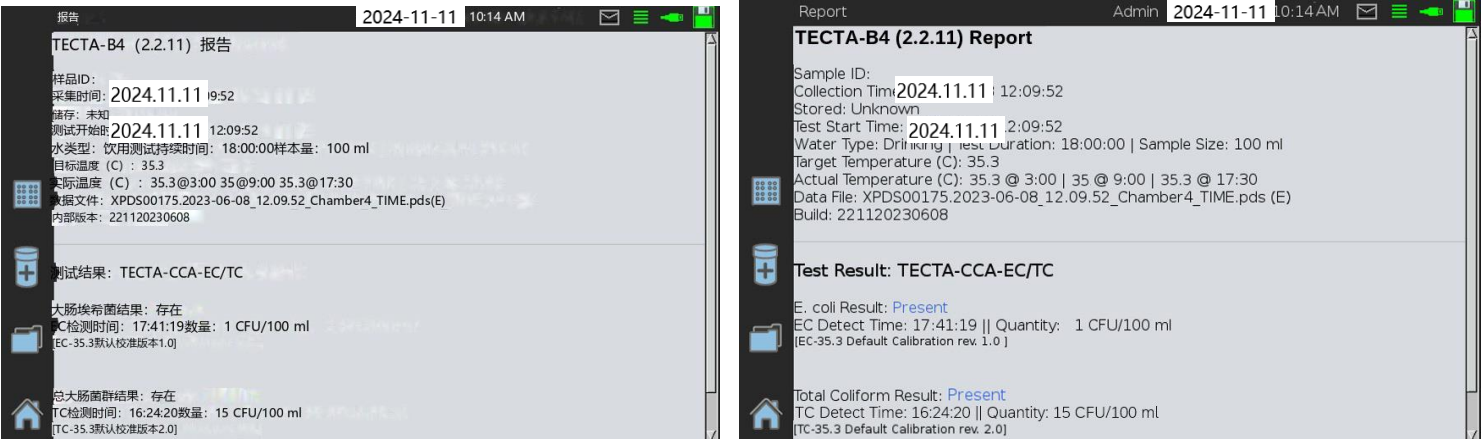 报告 2024-11-11 10:14 AM
TECTA-B4（2.2.11）报告
样品ID：
采集时间： 2024.11.11 9:52
储存：未知
测试开始时 2024.11.11 12:09:52
水类型：饮用测试持续时间：18:00:00样本量：100 ml
目标温度（C）：35.3
实际温度（C）：35.3@3:00 35@9:00 35.3@17:30
数据文件：XPDS00175.2023-06-08_12.09.52_Chamber4_TIME.pds(E)
内部版本：221120230608
测试结果：TECTA-CCA-EC/TC
大肠埃希菌结果：存在
EC检测时间：17:41:19数量：1 CFU/100 ml
[EC-35.3默认校准版本1.0]
总大肠菌群结果：存在
TC检测时间：16:24:20数量：15 CFU/100 ml
[TC-35.3默认校准版本2.0]
Report Admin 2024-11-11 10:14 AM
TECTA-B4 (2.2.11) Report
Sample ID:
Collection Time 2024.11.11 12:09:52
Stored: Unknown
Test Start Time: 2024.11.11 2:09:52
Water Type: Drinking | Test Duration: 18:00:00 | Sample Size: 100 ml
Target Temperature (C): 35.3
Actual Temperature (C): 35.3 @ 3:00 | 35 @ 9:00 | 35.3 @ 17:30
Data File: XPDS00175.2023-06-08_12.09.52_Chamber4_TIME.pds (E)
Build: 221120230608
Test Result: TECTA-CCA-EC/TC
E. coli Result: Present
EC Detect Time: 17:41:19 || Quantity: 1 CFU/100 ml
[EC-35.3 Default Calibration rev. 1.0 ]
Total Coliform Result: Present
TC Detect Time: 16:24:20 || Quantity: 15 CFU/100 ml
[TC-35.3 Default Calibration rev. 2.0]